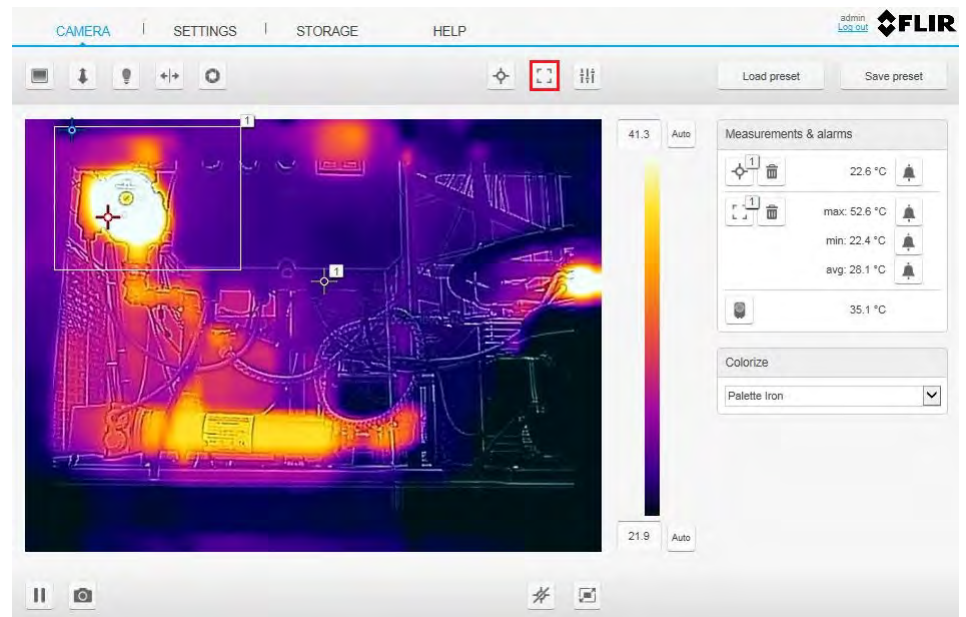 CAMERA
SETTINGS
STORAGE
HELP
admin
Log out
FLIR
Load preset
Save preset
1
1
41.3
Auto
21.9
Auto
Measurements & alarms
1
22.6 °C
1
max: 52.6 °C
min: 22.4 °C
avg: 28.1 °C
35.1 °C
Colorize
Palette Iron